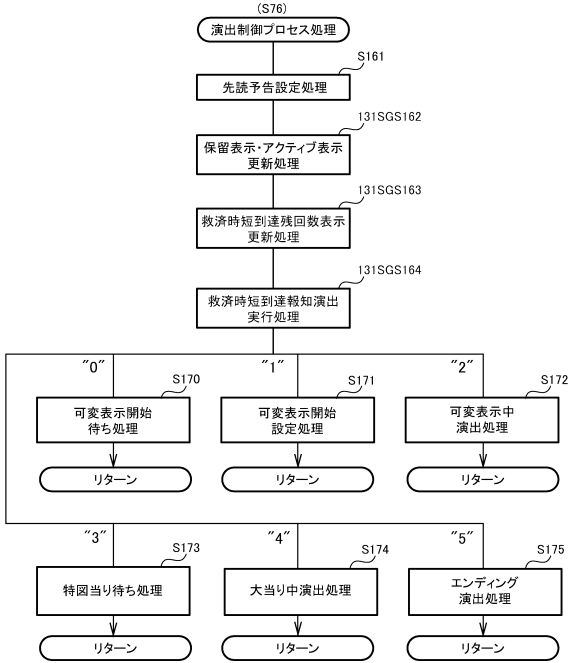 (S76)
演出制御プロセス処理
S161
先読予告設定処理
131SGS162
保留表示・アクティブ表示
更新処理
131SGS163
救済時短到達残回数表示
更新処理
131SGS164
救済時短到達報知演出
実行処理
"0"
"1"
"2"
S170
S171
S172
可変表示開始
待ち処理
可変表示開始
設定処理
可変表示中
演出処理
リターン
リターン
リターン
"3"
"4"
"5"
S173
S174
S175
特図当り待ち処理
大当り中演出処理
エンディング
演出処理
リターン
リターン
リターン